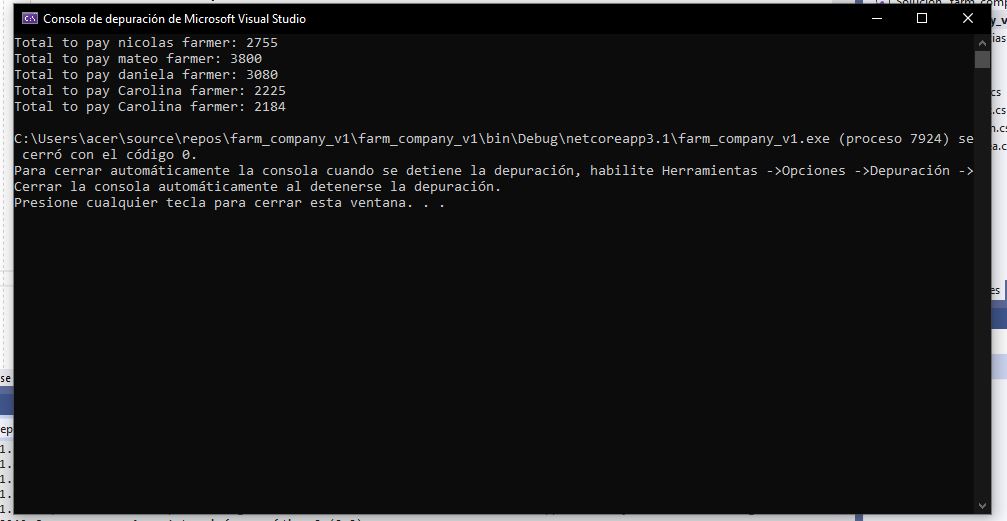 Consola de depuración de Microsoft Visual Studio
Total to pay nicolas farmer: 2755
Total to pay mateo farmer: 3800
Total to pay daniela farmer: 3080
Total to pay Carolina farmer: 2225
Total to pay Carolina farmer: 2184
C:\Users\acer\source\repos\farm_company_v1\farm_company_v1\bin\Debug\netcoreapp3.1\farm_company_v1.exe (proceso 7924) se
cerró con el código 0.
Para cerrar automáticamente la consola cuando se detiene la depuración, habilite Herramientas ->Opciones ->Depuración ->
Cerrar la consola automáticamente al detenerse la depuración.
Presione cualquier tecla para cerrar esta ventana. . .